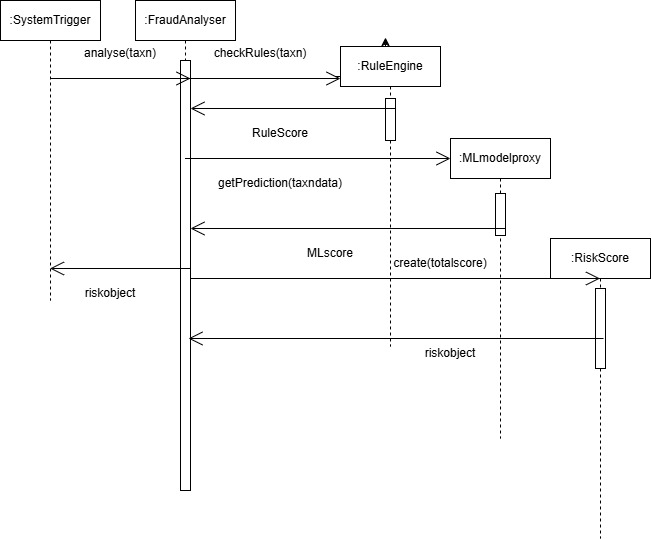 :SystemTrigger
:FraudAnalyser
analyse(taxn)
checkRules(taxn)
:RuleEngine
RuleScore
:MLmodelproxy
getPrediction(taxndata)
MLscore
create(totalscore)
:RiskScore
riskobject
riskobject